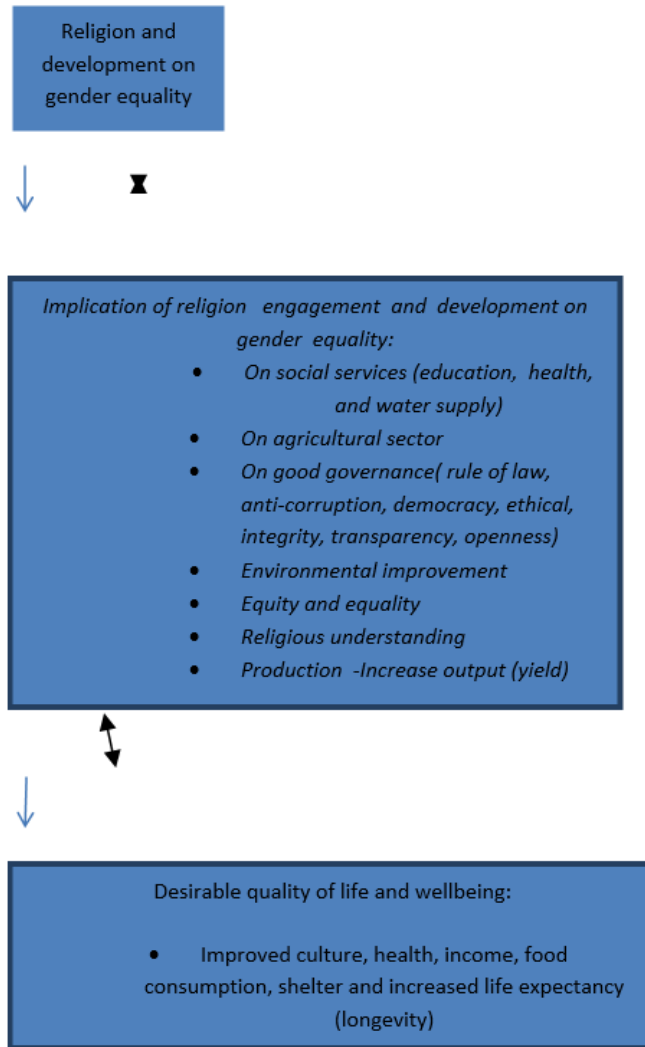 Religion and
development on
gender equality
Implication of religion engagement and development on
gender equality:
• On social services (education, health,
and water supply)
• On agricultural sector
• On good governance( rule of law,
anti-corruption, democracy, ethical,
integrity, transparency, openness)
• Environmental improvement
• Equity and equality
• Religious understanding
• Production -Increase output (yield)
Desirable quality of life and wellbeing:
• Improved culture, health, income, food
consumption, shelter and increased life expectancy
(longevity)